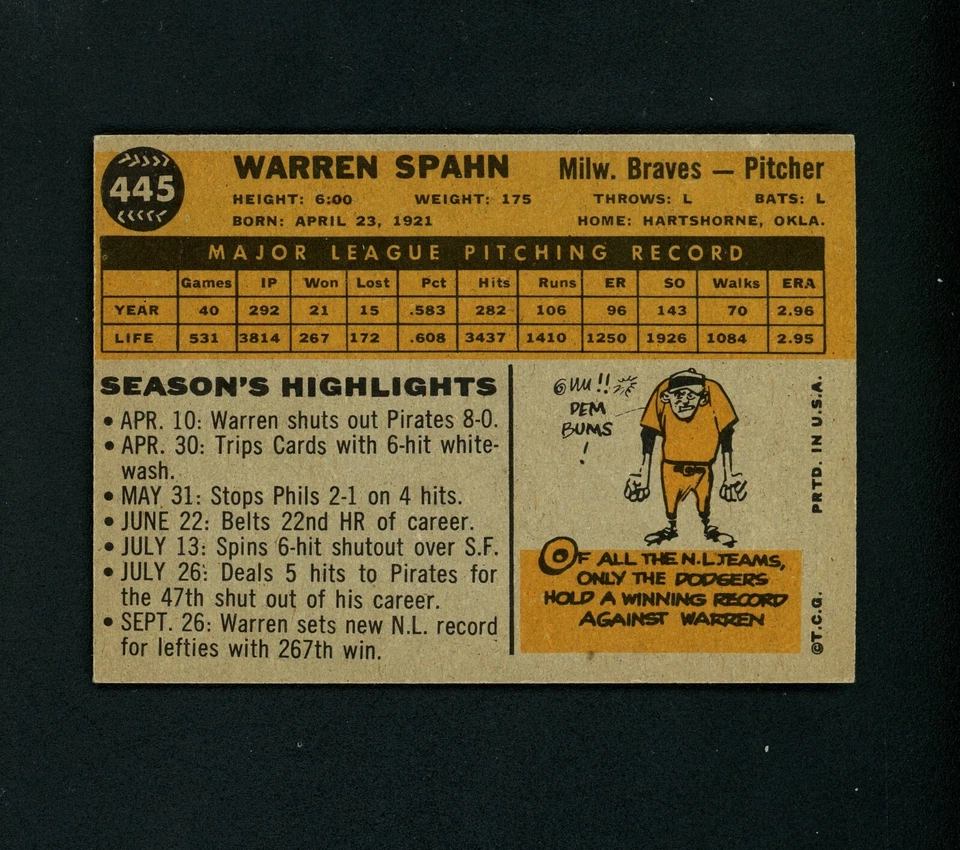 445
WARREN SPAHN Milw. Braves — Pitcher
HEIGHT: 6:00 WEIGHT: 175 THROWS: L BATS: L
BORN: APRIL 23, 1921 HOME: HARTSHORNE, OKLA.
MAJOR LEAGUE PITCHING RECORD
Games IP Won Lost Pct Hits Runs ER SO Walks ERA
YEAR 40 292 21 15 .583 282 106 96 143 70 2.96
LIFE 531 3814 267 172 .608 3437 1410 1250 1926 1084 2.95
SEASON'S HIGHLIGHTS
• APR. 10: Warren shuts out Pirates 8-0.
• APR. 30: Trips Cards with 6-hit white-
wash.
• MAY 31: Stops Phils 2-1 on 4 hits.
• JUNE 22: Belts 22nd HR of career.
• JULY 13: Spins 6-hit shutout over S.F.
• JULY 26: Deals 5 hits to Pirates for
the 47th shut out of his career.
• SEPT. 26: Warren sets new N.L. record
for lefties with 267th win.
DEM
BUMS
!
OF ALL THE N.L. TEAMS,
ONLY THE DODGERS
HOLD A WINNING RECORD
AGAINST WARREN
©T.C.G. PRTD. IN U.S.A.